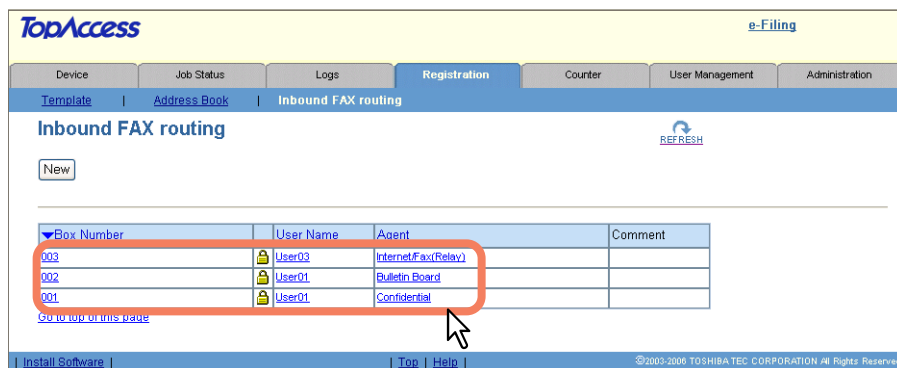 TopAccess
e-Filing
Device Job Status Logs Registration Counter User Management Administration
Template | Address Book | Inbound FAX routing
Inbound FAX routing
REFRESH
New
Box Number User Name Agent Comment
003 User03 Internet/Fax(Relay)
002 User01 Bulletin Board
001 User01 Confidential
Go to top of this page
| Install Software | | Top | Help | ©2003-2006 TOSHIBA TEC CORPORATION All Rights Reserve